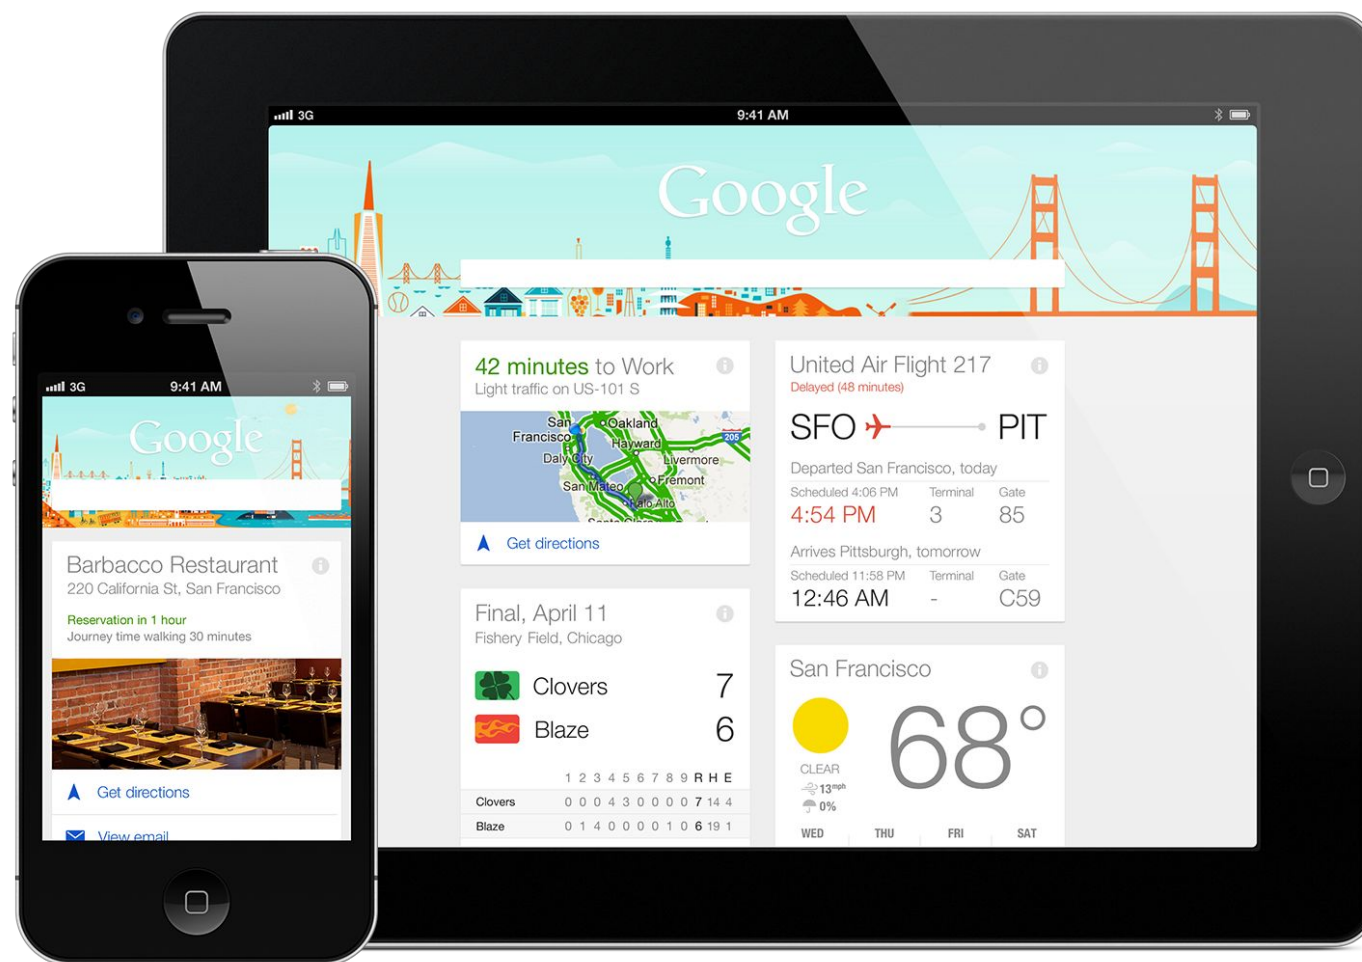 3G 9:41 AM
Google
42 minutes to Work
Light traffic on US-101 S
San Francisco
Oakland
Hayward
205
Daly City
Livermore
San Mateo
Fremont
Palo Alto
Get directions
United Air Flight 217
Delayed (48 minutes)
SFO PIT
Departed San Francisco, today
Scheduled 4:06 PM Terminal Gate
4:54 PM 3 85
Arrives Pittsburgh, tomorrow
Scheduled 11:58 PM Terminal Gate
12:46 AM - C59
Final, April 11
Fishery Field, Chicago
Clovers 7
Blaze 6
1 2 3 4 5 6 7 8 9 R H E
Clovers 0 0 0 4 3 0 0 0 0 7 14 4
Blaze 0 1 4 0 0 0 0 1 0 6 19 1
San Francisco
68°
CLEAR
13mph
0%
WED THU FRI SAT
3G 9:41 AM
Google
Barbacco Restaurant
220 California St, San Francisco
Reservation in 1 hour
Journey time walking 30 minutes
Get directions
View email